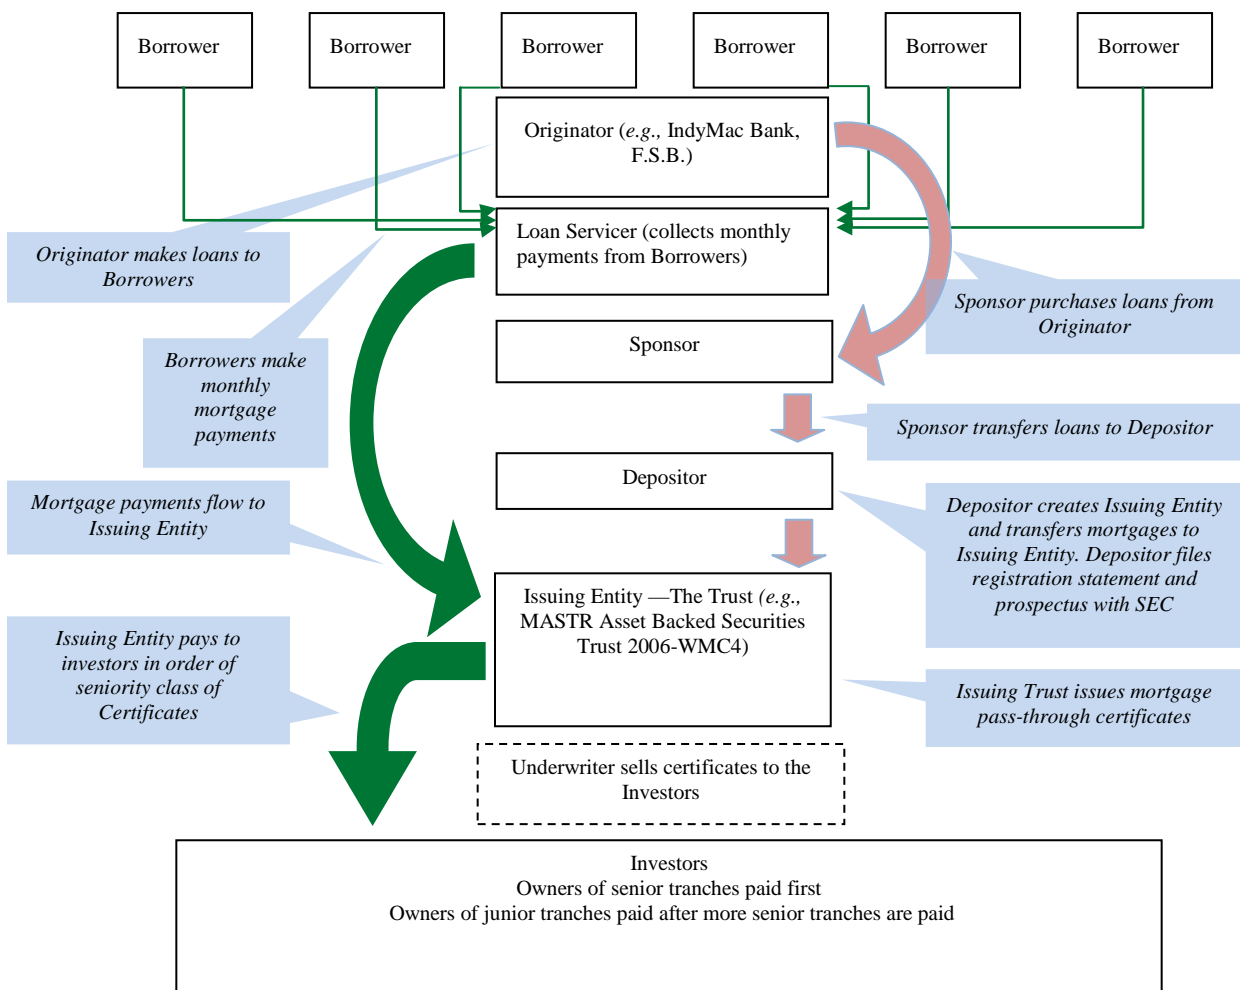 Borrower
Borrower
Borrower
Borrower
Borrower
Borrower
Originator (e.g., IndyMac Bank,
F.S.B.)
Originator makes loans to
Borrowers
Loan Servicer (collects monthly
payments from Borrowers)
Sponsor purchases loans from
Originator
Borrowers make
monthly
mortgage
payments
Sponsor
Sponsor transfers loans to Depositor
Depositor
Mortgage payments flow to
Issuing Entity
Depositor creates Issuing Entity
and transfers mortgages to
Issuing Entity. Depositor files
registration statement and
prospectus with SEC
Issuing Entity —The Trust (e.g.,
MASTR Asset Backed Securities
Trust 2006-WMC4)
Issuing Entity pays to
investors in order of
seniority class of
Certificates
Issuing Trust issues mortgage
pass-through certificates
Underwriter sells certificates to the
Investors
Investors
Owners of senior tranches paid first
Owners of junior tranches paid after more senior tranches are paid